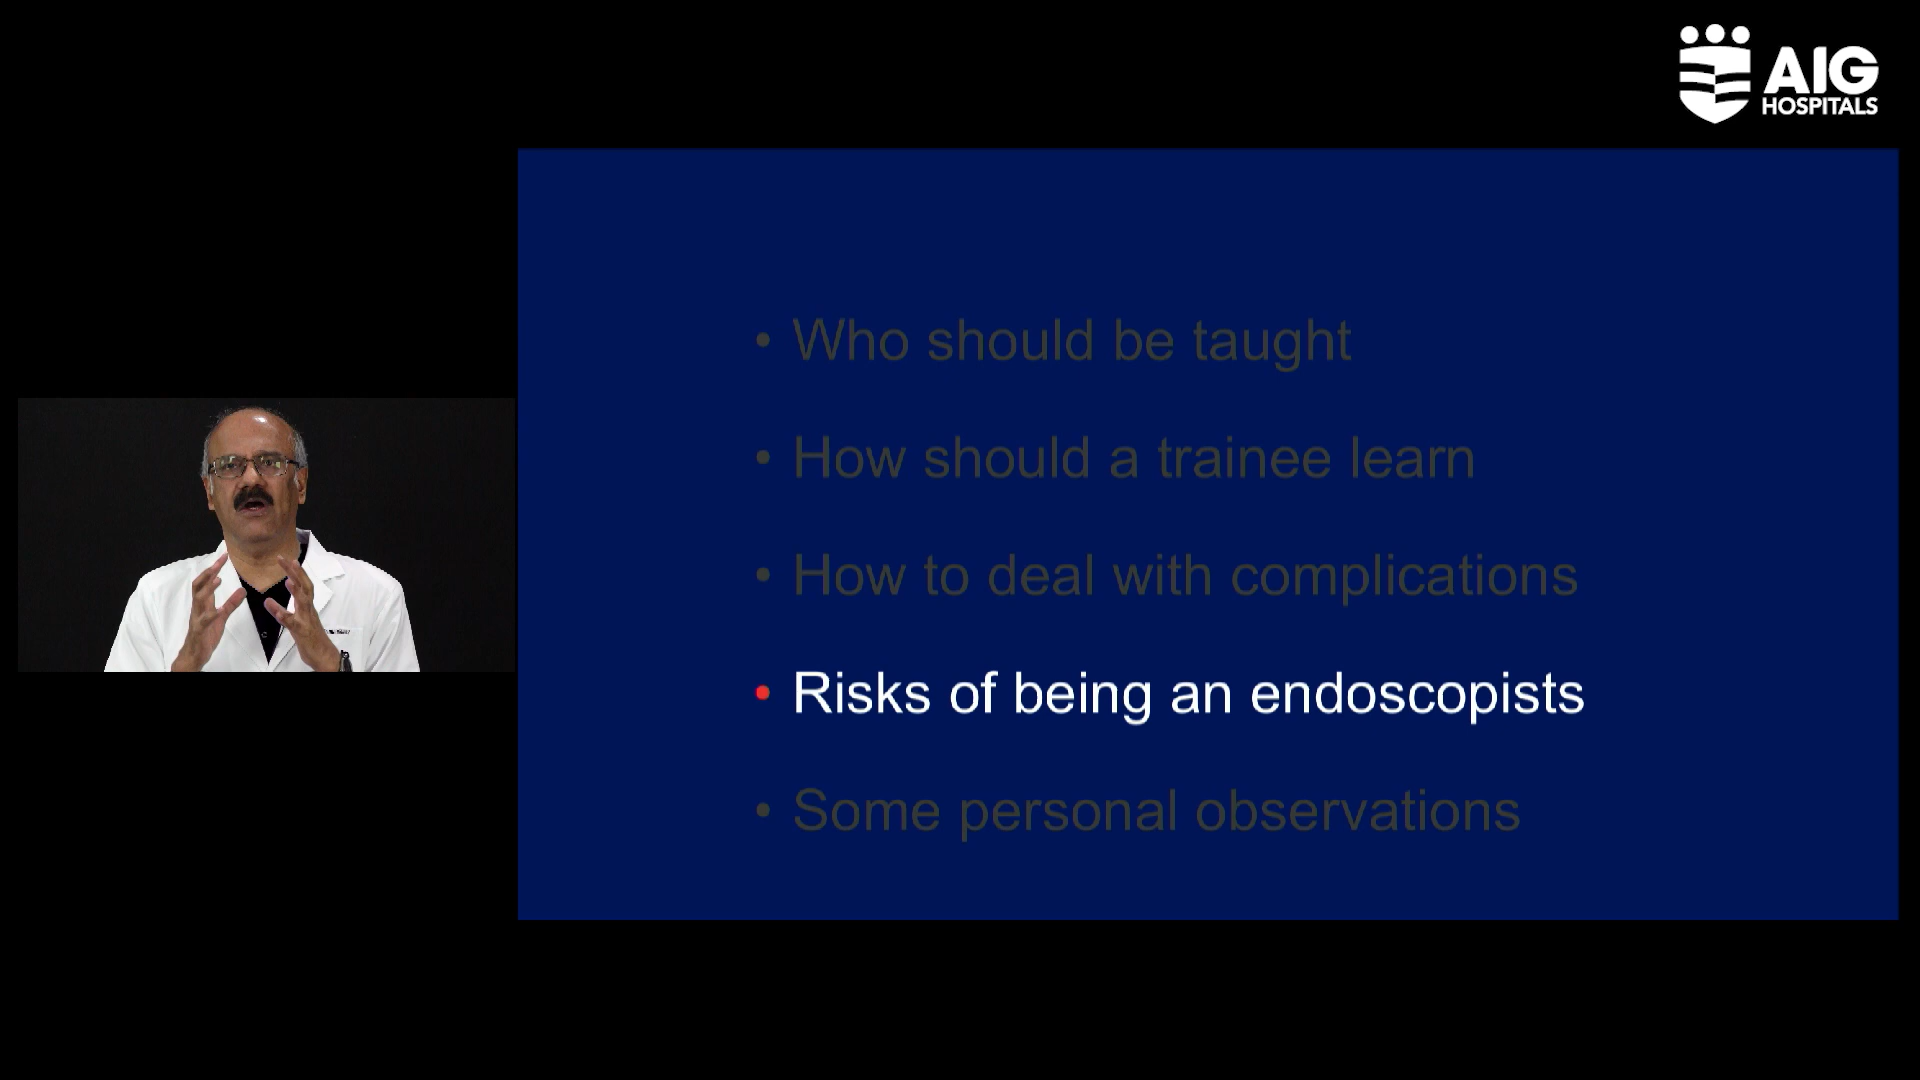 AIG
HOSPITALS
• Who should be taught
• How should a trainee learn
• How to deal with complications
• Risks of being an endoscopists
• Some personal observations